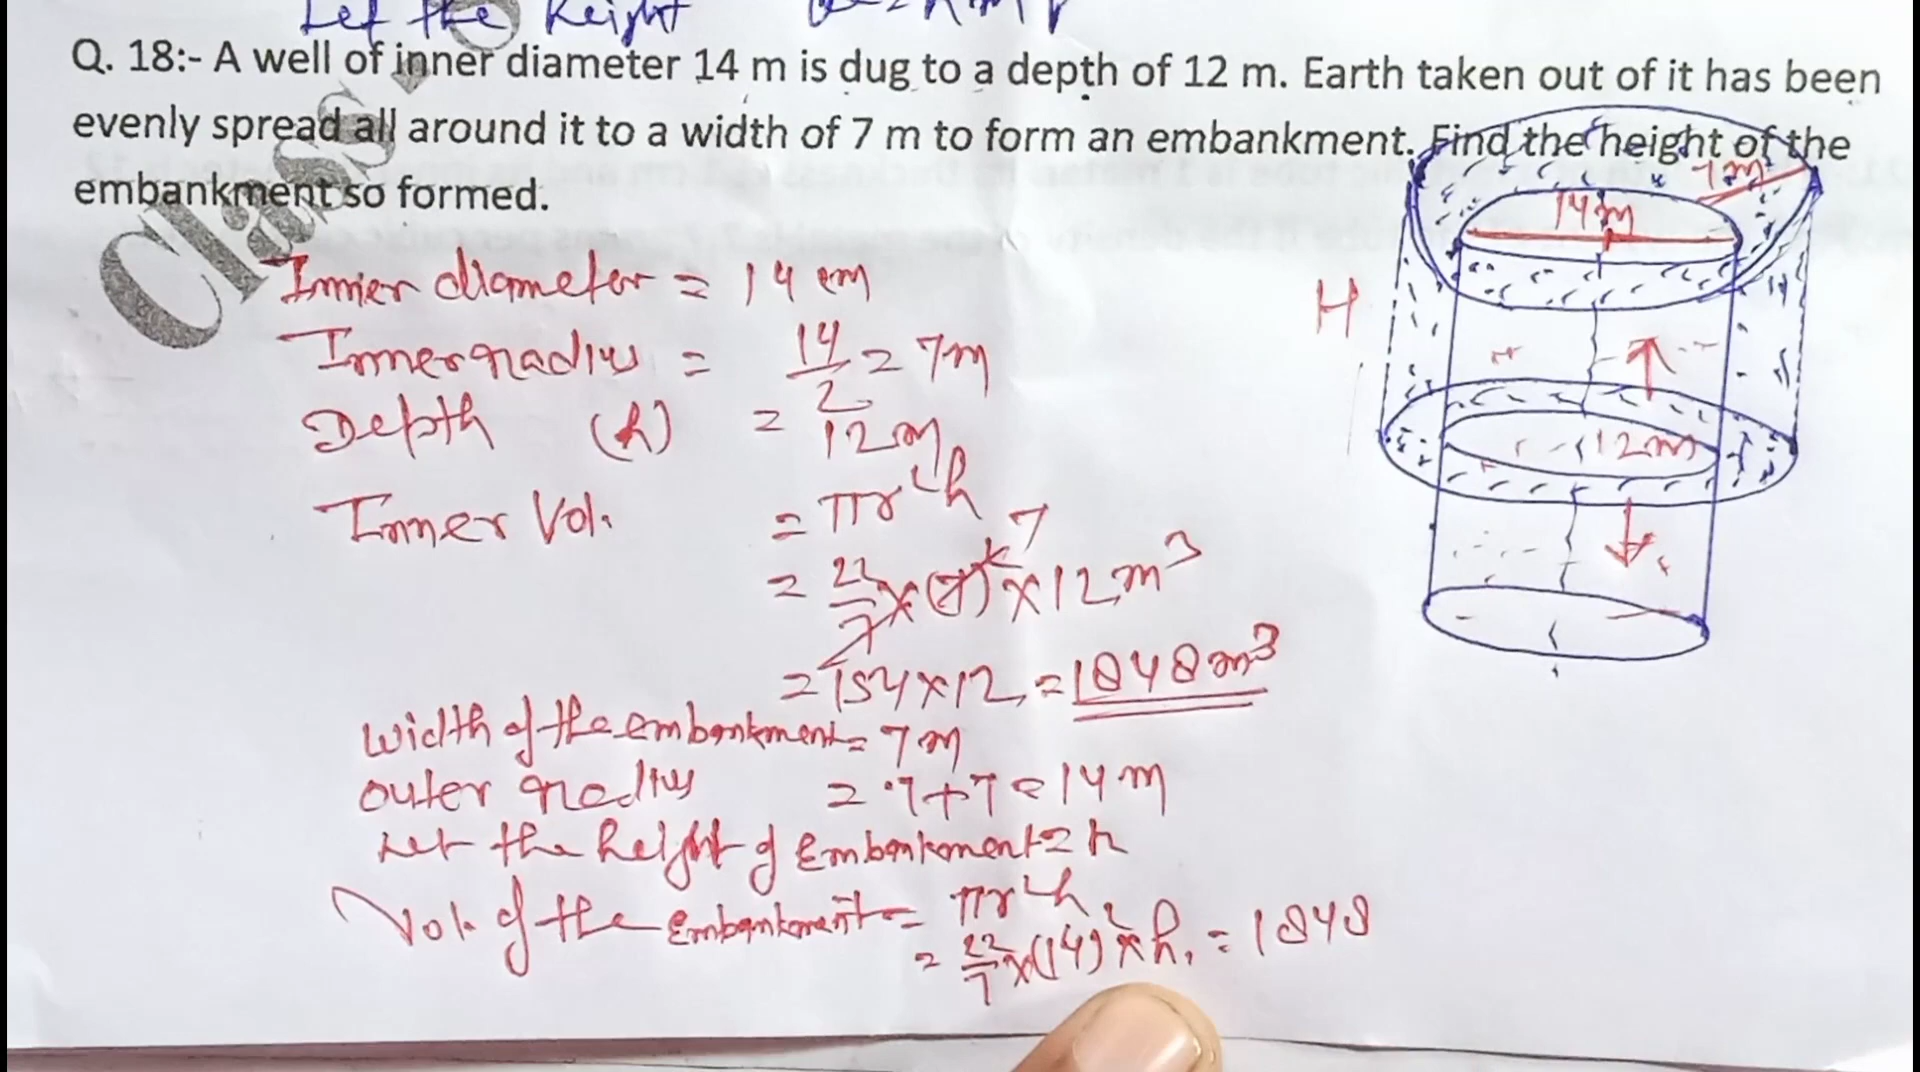 Let the Height
Q. 18:- A well of inner diameter 14 m is dug to a depth of 12 m. Earth taken out of it has been
evenly spread all around it to a width of 7 m to form an embankment. Find the height of the
embankment so formed.
Class
7m
14m
H
12m
Inner diameter = 14 cm
Inner radius = 14/2 = 7m
Depth (h) = 12m
Inner Vol. = πr²h
= 22/7 × (7)² × 12 m³
7
= 154 × 12 = 1848 m³
Width of the embankment = 7m
outer radius = 7+7 = 14 m
Let the height of Embankment = h
Vol. of the Embankment = πr²h
= 22/7 × (14)² × h, = 1848